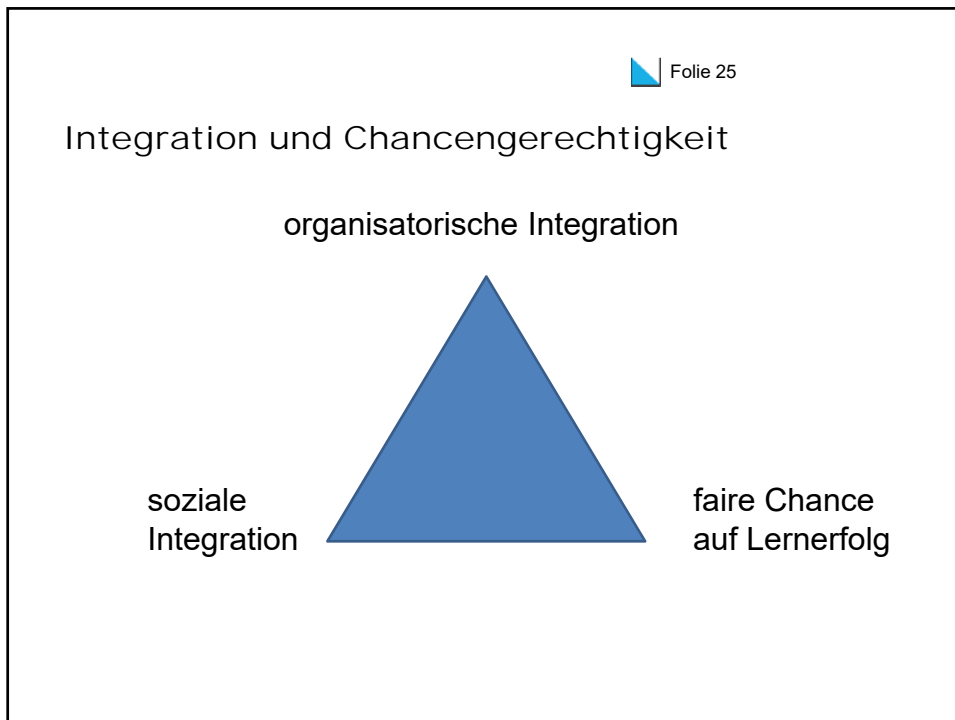 Folie 25
Integration und Chancengerechtigkeit
organisatorische Integration
soziale
Integration
faire Chance
auf Lernerfolg